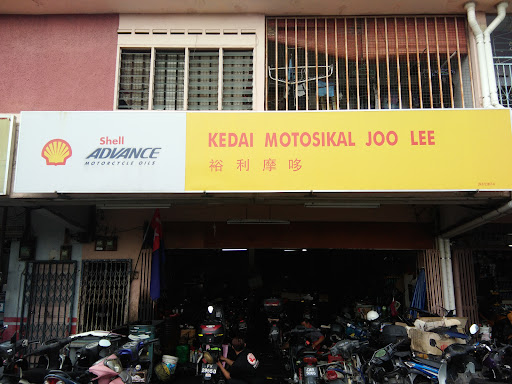 Shell
ADVANCE
MOTORCYCLE OILS
KEDAI MOTOSIKAL JOO LEE
裕利摩哆